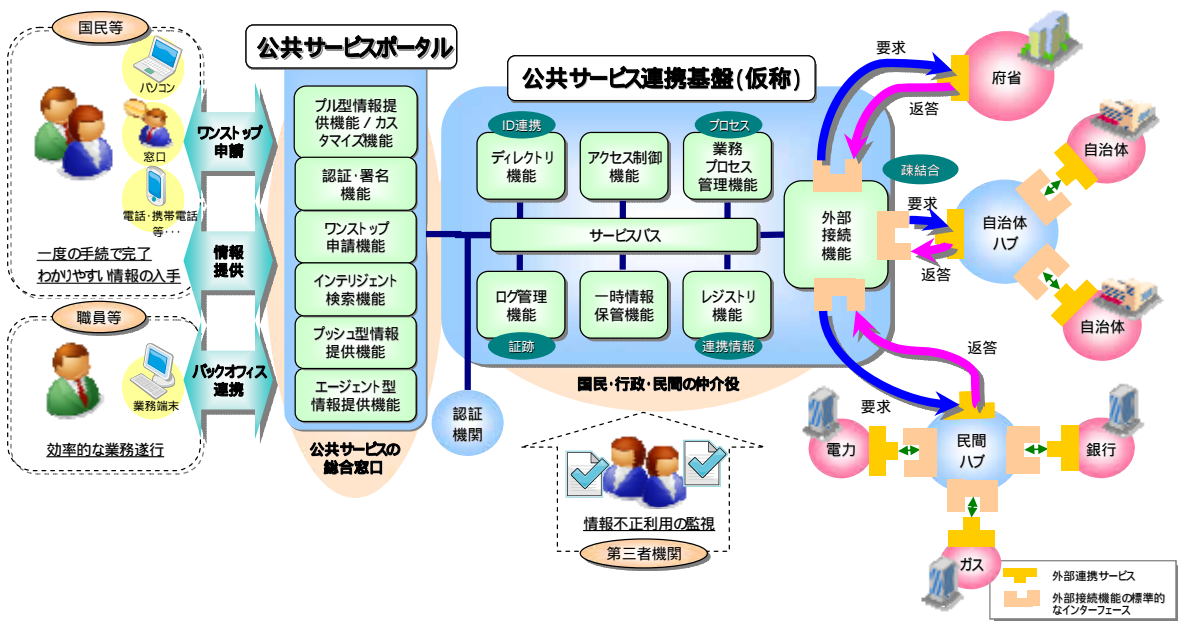 国民等
パソコン
窓口
電話・携帯電話
等・・・
一度の手続で完了
わかりやすい情報の入手
職員等
業務端末
効率的な業務遂行
ワンストップ
申請
情報
提供
バックオフィス
連携
公共サービスポータル
プル型情報提
供機能 / カス
タマイズ機能
認証・署名
機能
ワンストップ
申請機能
インテリジェント
検索機能
プッシュ型情報
提供機能
エージェント型
情報提供機能
公共サービスの
総合窓口
公共サービス連携基盤(仮称)
ID連携
ディレクトリ
機能
アクセス制御
機能
プロセス
業務
プロセス
管理機能
サービスバス
ログ管理
機能
証跡
一時情報
保管機能
レジストリ
機能
連携情報
外部
接続
機能
疎結合
国民・行政・民間の仲介役
認証
機関
情報不正利用の監視
第三者機関
要求
返答
府省
要求
返答
自治体
ハブ
自治体
自治体
返答
要求
民間
ハブ
電力
銀行
ガス
外部連携サービス
外部接続機能の標準的
なインターフェース